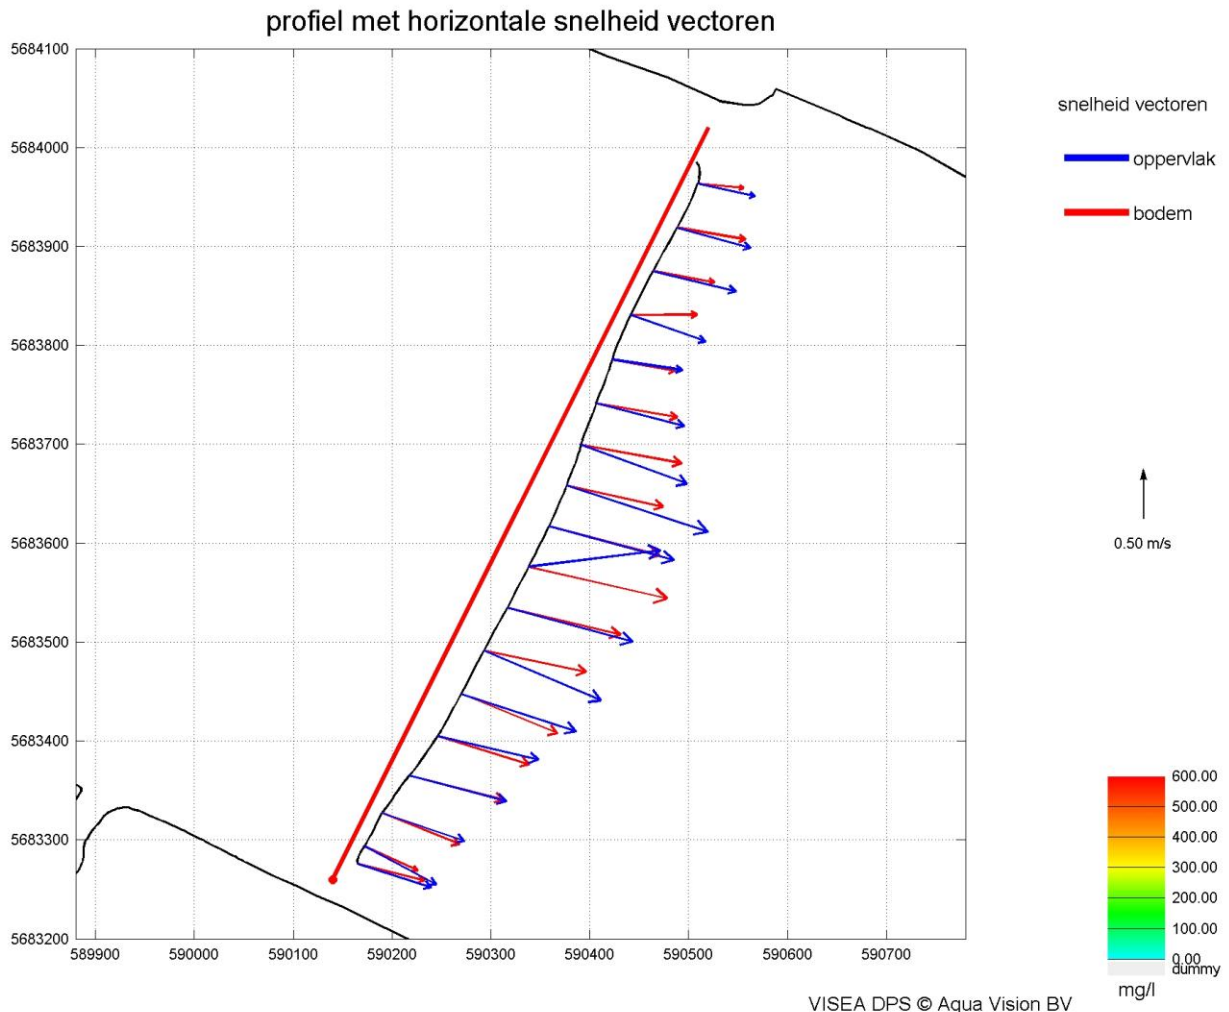 profiel met horizontale snelheid vectoren
5684100
5684000
5683900
5683800
5683700
5683600
5683500
5683400
5683300
5683200
589900 590000 590100 590200 590300 590400 590500 590600 590700
snelheid vectoren
oppervlak
bodem
0.50 m/s
600.00
500.00
400.00
300.00
200.00
100.00
0.00
dummy
mg/l
VISEA DPS © Aqua Vision BV